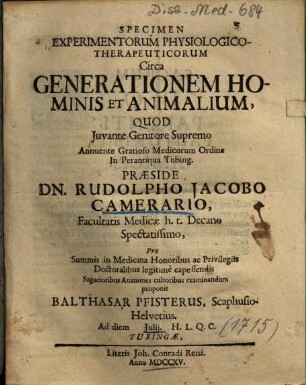 Diss. Med. 684
SPECIMEN
EXPERIMENTORUM PHYSIOLOGICO-
THERAPEUTICORUM
Circa
GENERATIONEM HO-
MINIS ET ANIMALIUM,
QUOD
Juvante Genitore Supremo
Annuente Gratioso Medicorum Ordine
In Perantiqua Tubing.
PRÆSIDE
DN. RUDOLPHO JACOBO
CAMERARIO,
Facultatis Medicæ h. t. Decano
Spectatissimo,
Pro
Summis in Medicina Honoribus ac Privilegiis
Doctoralibus legitimè capessendis
Sagacioribus Anatomes cultoribus examinandum
proponit
BALTHASAR PFISTERUS, Scaphusio-
Helvetius.
Ad diem Julij. H. L. Q. C. (1715)
TUBINGÆ,
Literis Joh. Conradi Reisi.
Anno MDCCXV.